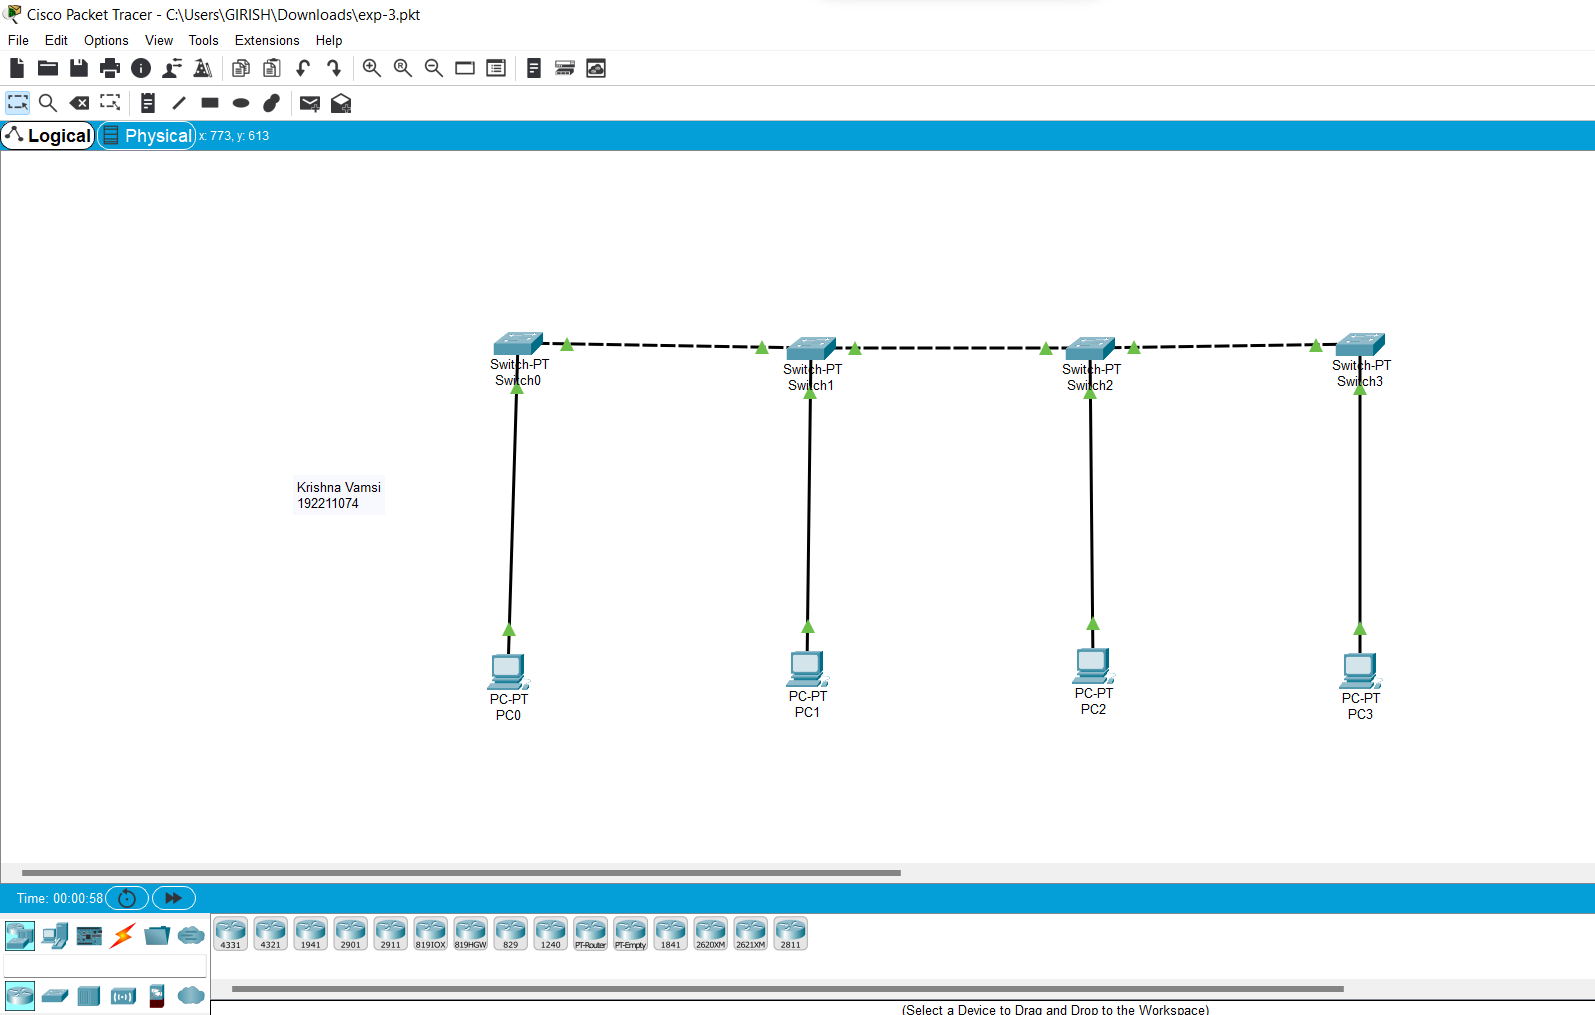 Cisco Packet Tracer - C:\Users\GIRISH\Downloads\exp-3.pkt
File Edit Options View Tools Extensions Help
Logical Physical x: 773, y: 613
Switch-PT
Switch0
Switch-PT
Switch1
Switch-PT
Switch2
Switch-PT
Switch3
Krishna Vamsi
192211074
PC-PT
PC0
PC-PT
PC1
PC-PT
PC2
PC-PT
PC3
Time: 00:00:58
4331 4321 1941 2901 2911 819IOX 819HGW 829 1240 PT-Router PT-Empty 1841 2620XM 2621XM 2811
(Select a Device to Drag and Drop to the Workspace)